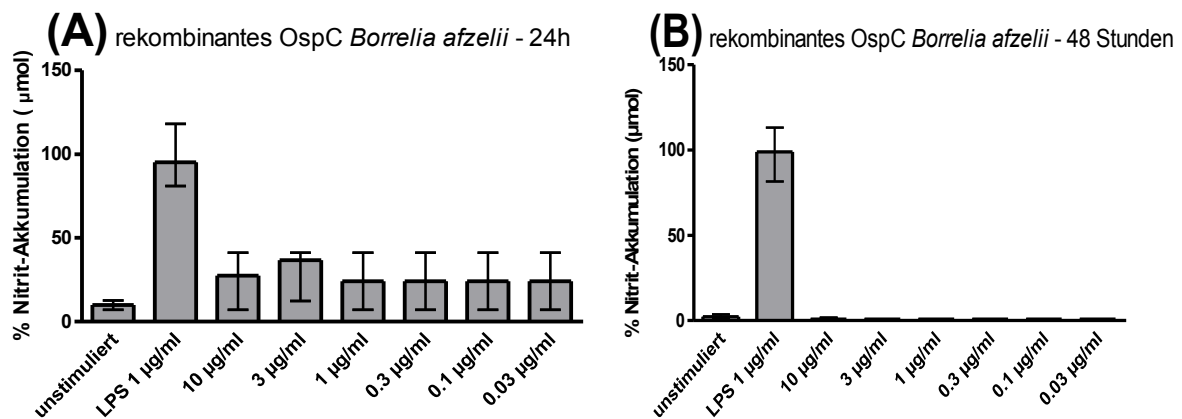 (A) rekombinantes OspC Borrelia afzelii - 24h
% Nitrit-Akkumulation ( µmol)
150
100
50
0
unstimuliert
LPS 1 µg/ml
10 µg/ml
3 µg/ml
1 µg/ml
0.3 µg/ml
0.1 µg/ml
0.03 µg/ml
(B) rekombinantes OspC Borrelia afzelii - 48 Stunden
% Nitrit-Akkumulation (µmol)
150
100
50
0
unstimuliert
LPS 1 µg/ml
10 µg/ml
3 µg/ml
1 µg/ml
0.3 µg/ml
0.1 µg/ml
0.03 µg/ml